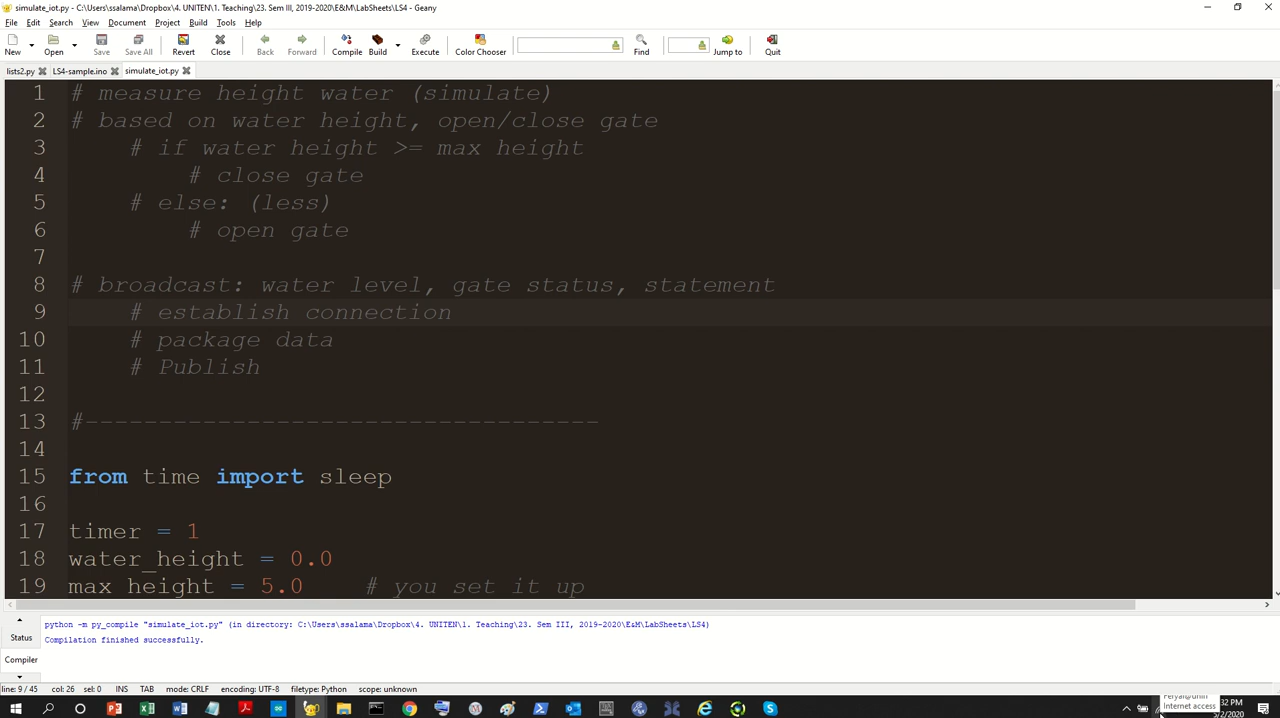 simulate_iot.py - C:\Users\ssalama\Dropbox\4. UNITEN\1. Teaching\23. Sem III, 2019-2020\E&M\LabSheets\LS4 - Geany
File Edit Search View Document Project Build Tools Help
New Open Save Save All Revert Close Back Forward Compile Build Execute Color Chooser Find Jump to Quit
lists2.py LS4-sample.ino simulate_iot.py
1 # measure height water (simulate)
2 # based on water height, open/close gate
3 # if water height >= max height
4 # close gate
5 # else: (less)
6 # open gate
7
8 # broadcast: water level, gate status, statement
9 # establish connection
10 # package data
11 # Publish
12
13 #-----------------------------------
14
15 from time import sleep
16
17 timer = 1
18 water_height = 0.0
19 max height = 5.0 # you set it up
Status
python -m py_compile "simulate_iot.py" (in directory: C:\Users\ssalama\Dropbox\4. UNITEN\1. Teaching\23. Sem III, 2019-2020\E&M\LabSheets\LS4)
Compilation finished successfully.
Compiler
line: 9 / 45 col: 26 sel: 0 INS TAB mode: CRLF encoding: UTF-8 filetype: Python scope: unknown
Internet access
:32 PM
/2/2020